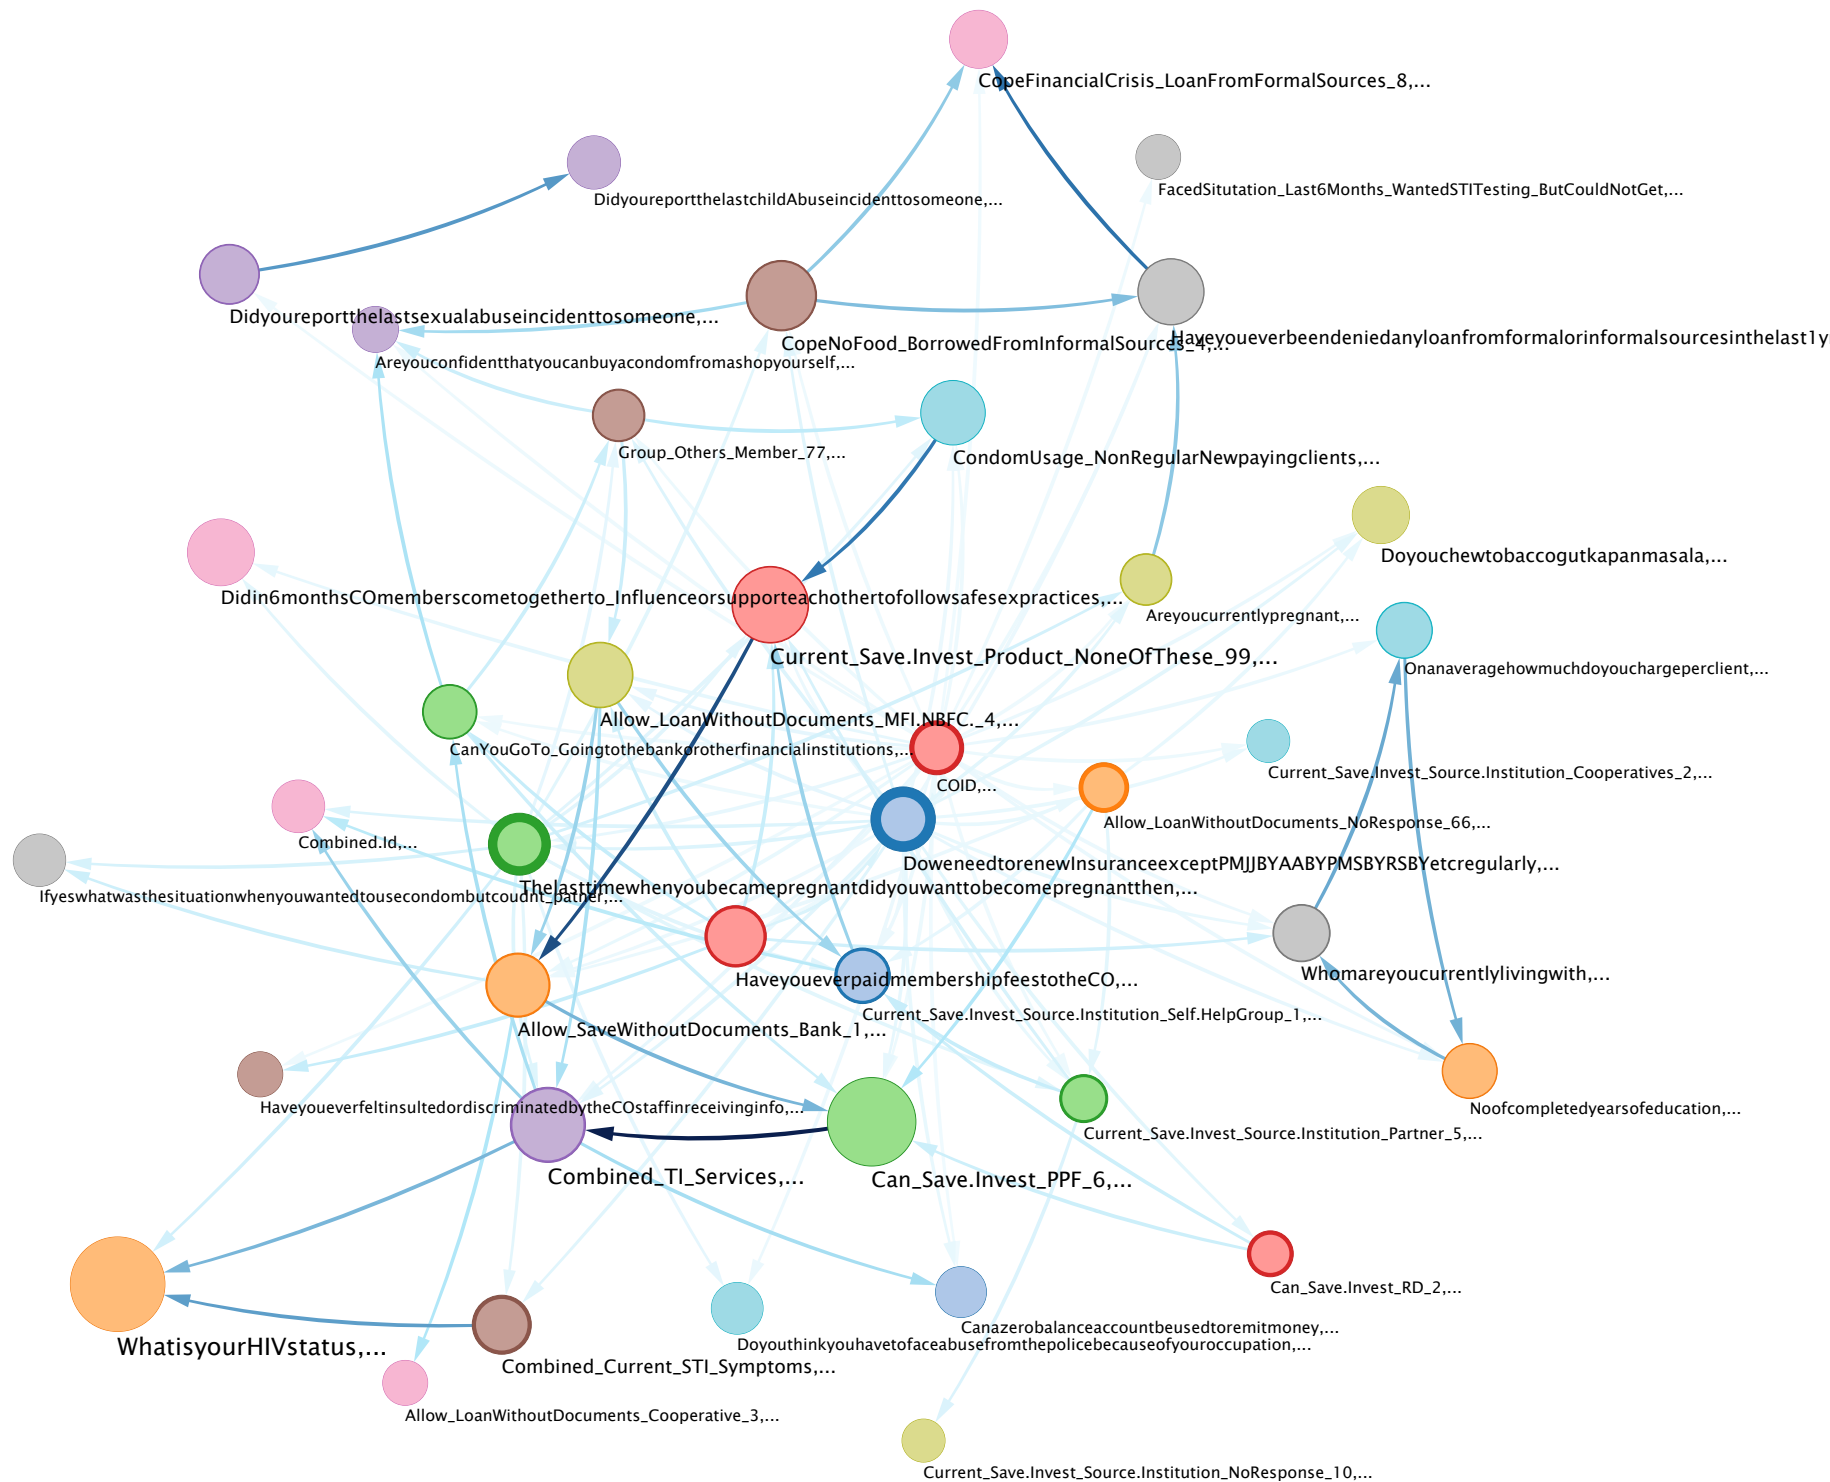 CopeFinancialCrisis_LoanFromFormalSources_8,...
FacedSitutation_Last6Months_WantedSTITesting_ButCouldNotGet,...
DidyoureportthelastchildAbuseincidenttosomeone,...
Didyoureportthelastsexualabuseincidenttosomeone,...
CopeNoFood_BorrowedFromInformalSources_4,...
Haveyoueverbeendeniedanyloanfromformalorinformalsourcesinthelast1y
Areyouconfidentthatyoucanbuyacondomfromashopyourself,...
Group_Others_Member_77,...
CondomUsage_NonRegularNewpayingclients,...
Doyouchewtobaccogutkapanmasala,...
Didin6monthsCOmemberscometogetherto_Influenceorsupporteachothertofollowsafesexpractices,...
Areyoucurrentlypregnant,...
Current_Save.Invest_Product_NoneOfThese_99,...
Onanaveragehowmuchdoyouchargeperclient,...
Allow_LoanWithoutDocuments_MFI.NBFC._4,...
CanYouGoTo_Goingtothebankorotherfinancialinstitutions,...
Current_Save.Invest_Source.Institution_Cooperatives_2,...
COID,...
Allow_LoanWithoutDocuments_NoResponse_66,...
Combined.Id,...
DoweneedtorenewInsuranceexceptPMJJBYAABYPMSBYRSBYetcregularly,...
Thelasttimewhenyoubecamepregnantdidyouwanttobecomepregnantthen,...
Ifyeswhatwasthesituationwhenyouwantedtousecondombutcoudnt_patner,...
Whomareyoucurrentlylivingwith,...
HaveyoueverpaidmembershipfeestotheCO,...
Current_Save.Invest_Source.Institution_Self.HelpGroup_1,...
Allow_SaveWithoutDocuments_Bank_1,...
HaveyoueverfeltinsultedordiscriminatedbytheCOstaffinreceivinginfo,...
Noofcompletedyearsofeducation,...
Current_Save.Invest_Source.Institution_Partner_5,...
Combined_TI_Services,...
Can_Save.Invest_PPF_6,...
Can_Save.Invest_RD_2,...
Canazerobalanceaccountbeusedtoremitmoney,...
Doyouthinkyouhavetofaceabusefromthepolicebecauseofyouroccupation,...
WhatisyourHIVstatus,...
Combined_Current_STI_Symptoms,...
Allow_LoanWithoutDocuments_Cooperative_3,...
Current_Save.Invest_Source.Institution_NoResponse_10,...